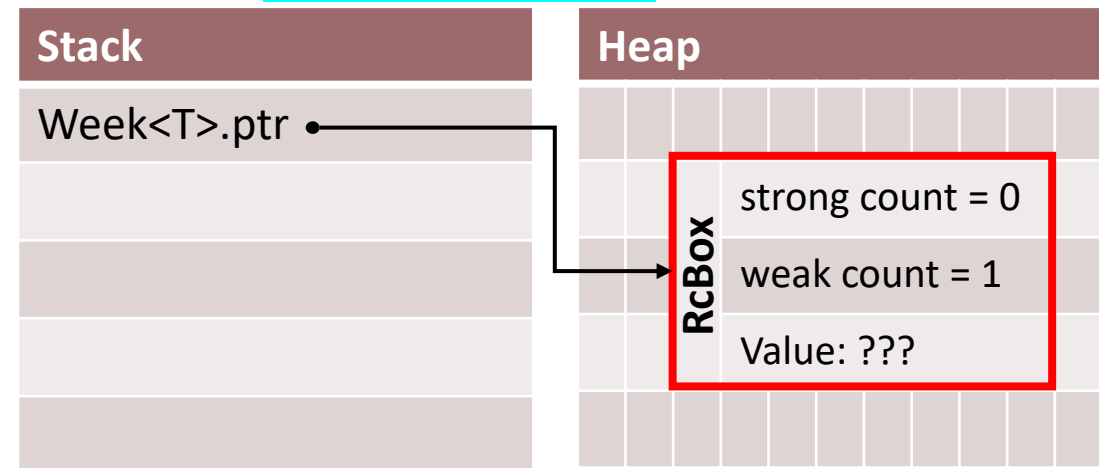 Stack
Week<T>.ptr
Heap
RcBox
strong count = 0
weak count = 1
Value: ???